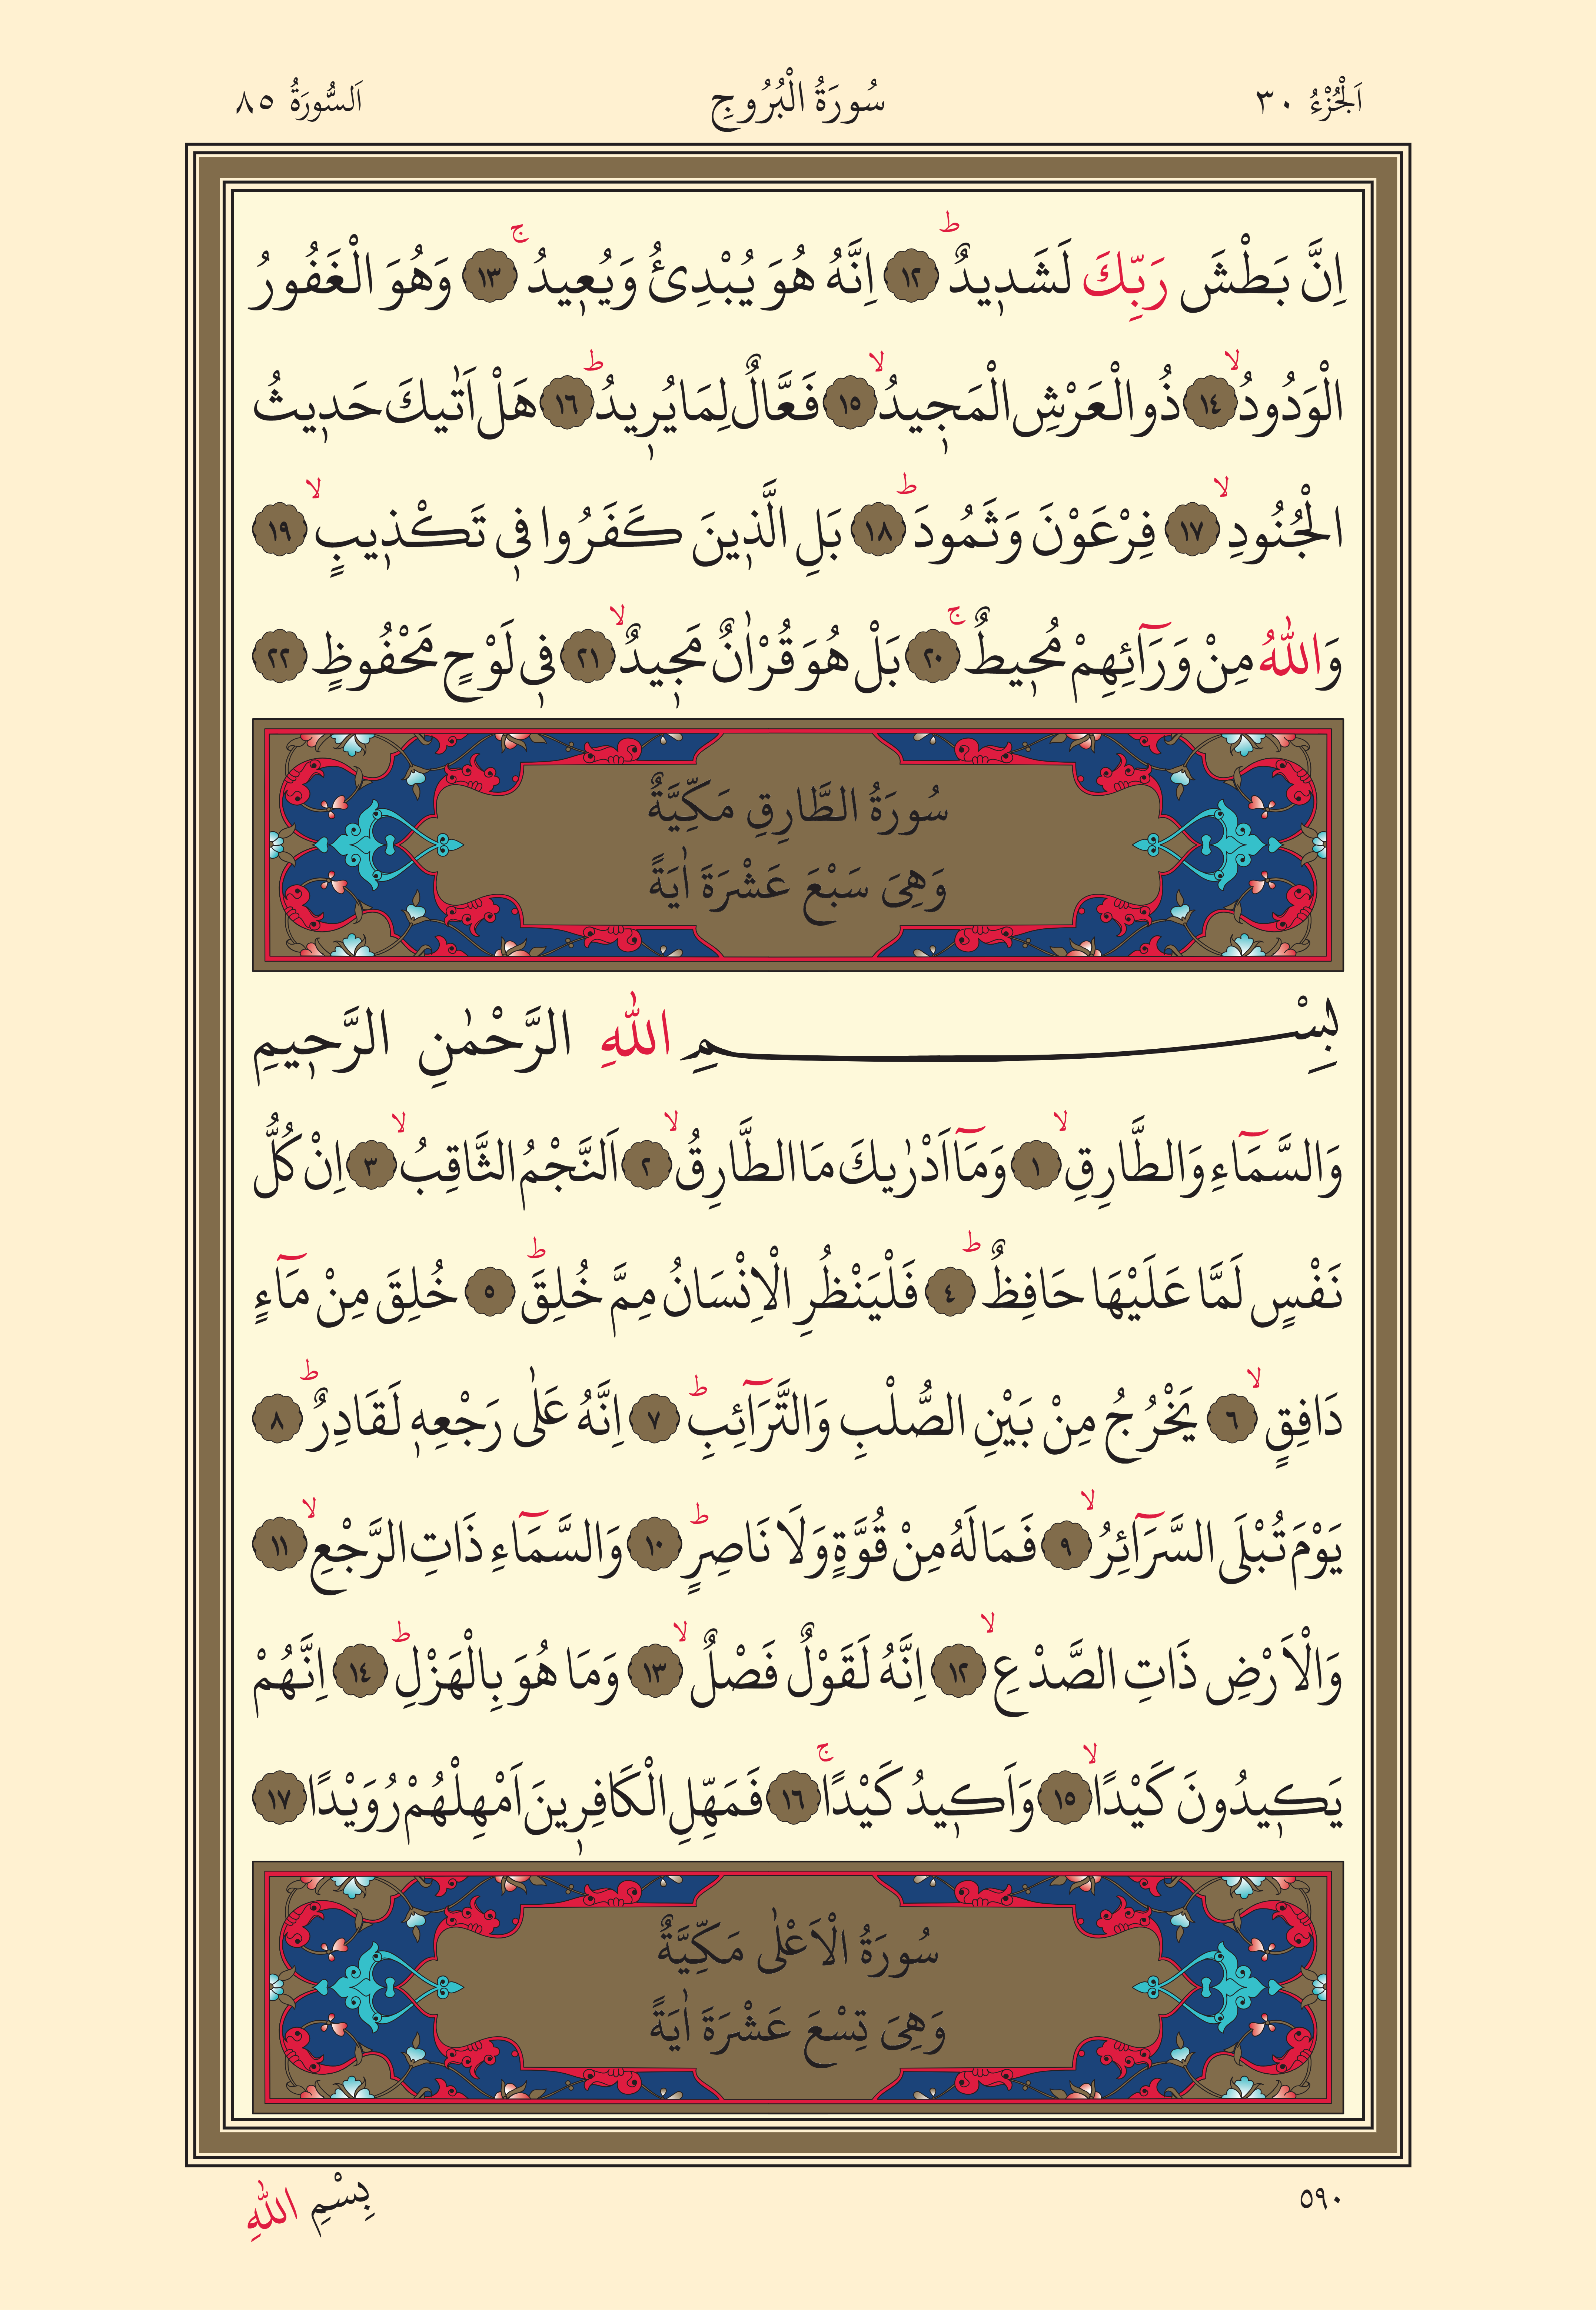 اَلْجُزْءُ ٣٠ سُورَةُ الْبُرُوجِ اَلسُّورَةُ ٨٥
اِنَّ بَطْشَ رَبِّكَ لَشَدٖيدٌ ؕ ١٢ اِنَّهُ هُوَ يُبْدِئُ وَيُعٖيدُ ۚ ١٣ وَهُوَ الْغَفُورُ
الْوَدُودُ ۙ ١٤ ذُو الْعَرْشِ الْمَجٖيدُ ۙ ١٥ فَعَّالٌ لِمَا يُرٖيدُ ؕ ١٦ هَلْ اَتٰيكَ حَدٖيثُ
الْجُنُودِ ۙ ١٧ فِرْعَوْنَ وَثَمُودَ ؕ ١٨ بَلِ الَّذٖينَ كَفَرُوا فٖى تَكْذٖيبٍ ۙ ١٩
وَاللّٰهُ مِنْ وَرَٓائِهِمْ مُحٖيطٌ ۚ ٢٠ بَلْ هُوَ قُرْاٰنٌ مَجٖيدٌ ۙ ٢١ فٖى لَوْحٍ مَحْفُوظٍ ٢٢
سُورَةُ الطَّارِقِ مَكِّيَّةٌ
وَهِىَ سَبْعَ عَشْرَةَ اٰيَةً
بِسْمِ اللّٰهِ الرَّحْمٰنِ الرَّحٖيمِ
وَالسَّمَٓاءِ وَالطَّارِقِ ۙ ١ وَمَٓا اَدْرٰيكَ مَا الطَّارِقُ ۙ ٢ اَلنَّجْمُ الثَّاقِبُ ۙ ٣ اِنْ كُلُّ
نَفْسٍ لَمَّا عَلَيْهَا حَافِظٌ ؕ ٤ فَلْيَنْظُرِ الْاِنْسَانُ مِمَّ خُلِقَ ؕ ٥ خُلِقَ مِنْ مَٓاءٍ
دَافِقٍ ۙ ٦ يَخْرُجُ مِنْ بَيْنِ الصُّلْبِ وَالتَّرَٓائِبِ ؕ ٧ اِنَّهُ عَلٰى رَجْعِهٖ لَقَادِرٌ ؕ ٨
يَوْمَ تُبْلَى السَّرَٓائِرُ ۙ ٩ فَمَا لَهُ مِنْ قُوَّةٍ وَلَا نَاصِرٍ ؕ ١٠ وَالسَّمَٓاءِ ذَاتِ الرَّجْعِ ۙ ١١
وَالْاَرْضِ ذَاتِ الصَّدْعِ ۙ ١٢ اِنَّهُ لَقَوْلٌ فَصْلٌ ۙ ١٣ وَمَا هُوَ بِالْهَزْلِ ؕ ١٤ اِنَّهُمْ
يَكٖيدُونَ كَيْدًا ۙ ١٥ وَاَكٖيدُ كَيْدًا ۚ ١٦ فَمَهِّلِ الْكَافِرٖينَ اَمْهِلْهُمْ رُوَيْدًا ١٧
سُورَةُ الْاَعْلٰى مَكِّيَّةٌ
وَهِىَ تِسْعَ عَشْرَةَ اٰيَةً
٥٩٠ بِسْمِ اللّٰهِ